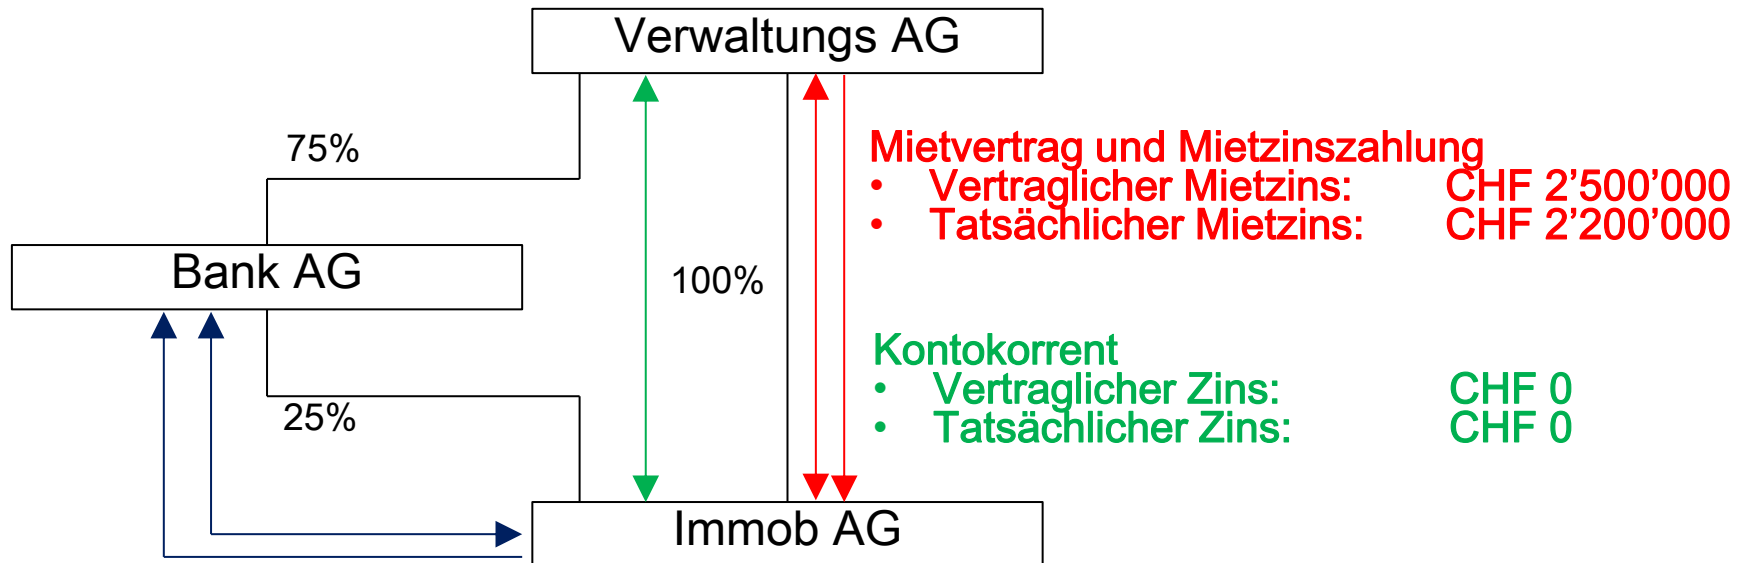 Verwaltungs AG
75%
Mietvertrag und Mietzinszahlung
• Vertraglicher Mietzins: CHF 2’500’000
• Tatsächlicher Mietzins: CHF 2’200’000
Bank AG
100%
Kontokorrent
• Vertraglicher Zins: CHF 0
• Tatsächlicher Zins: CHF 0
25%
Immob AG